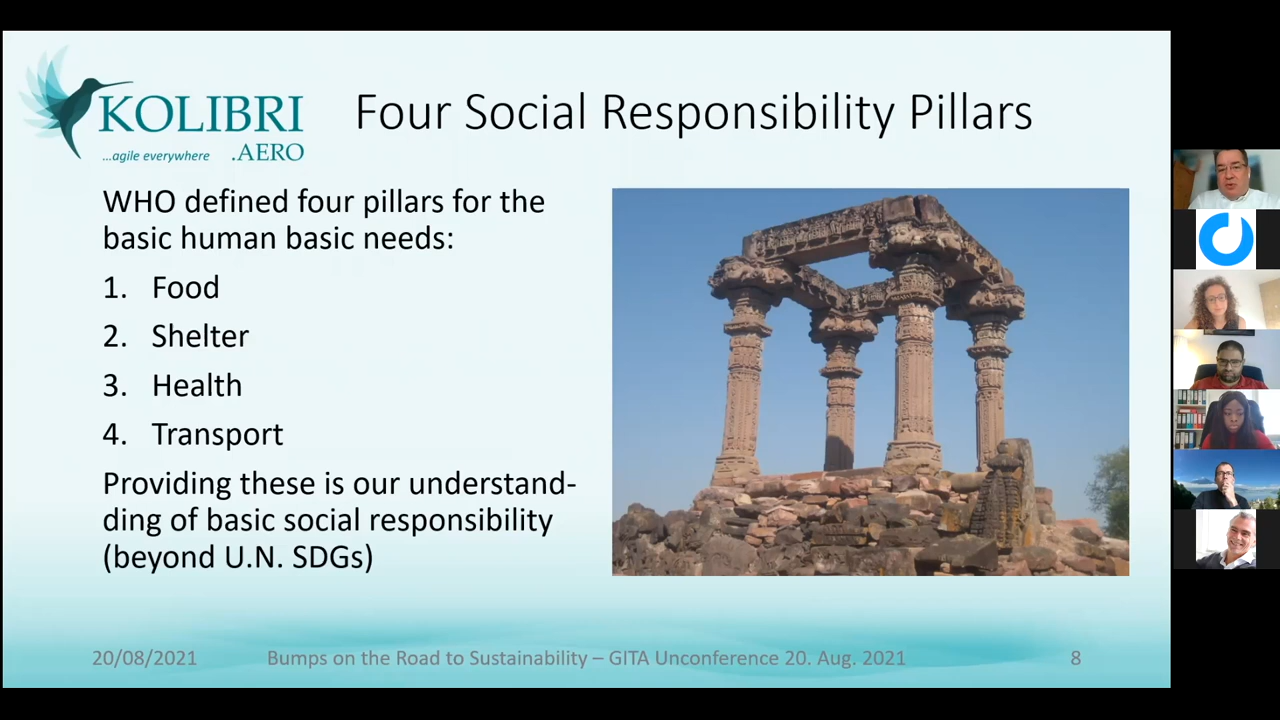 KOLIBRI
...agile everywhere .AERO
Four Social Responsibility Pillars
WHO defined four pillars for the
basic human basic needs:
1. Food
2. Shelter
3. Health
4. Transport
Providing these is our understand-
ding of basic social responsibility
(beyond U.N. SDGs)
20/08/2021 Bumps on the Road to Sustainability – GITA Unconference 20. Aug. 2021 8